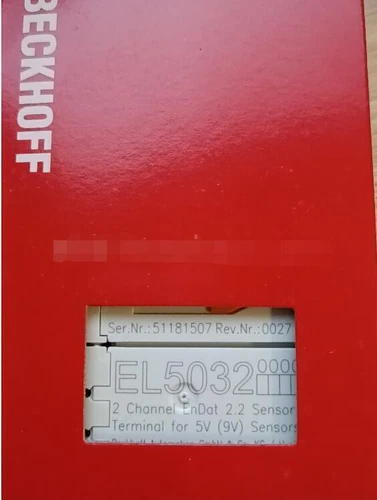 BECKHOFF
Ser.Nr.: 51181507 Rev.Nr.: 0027
EL5032
2 Channel EnDat 2.2 Sensor
Terminal for 5V (9V) Sensors